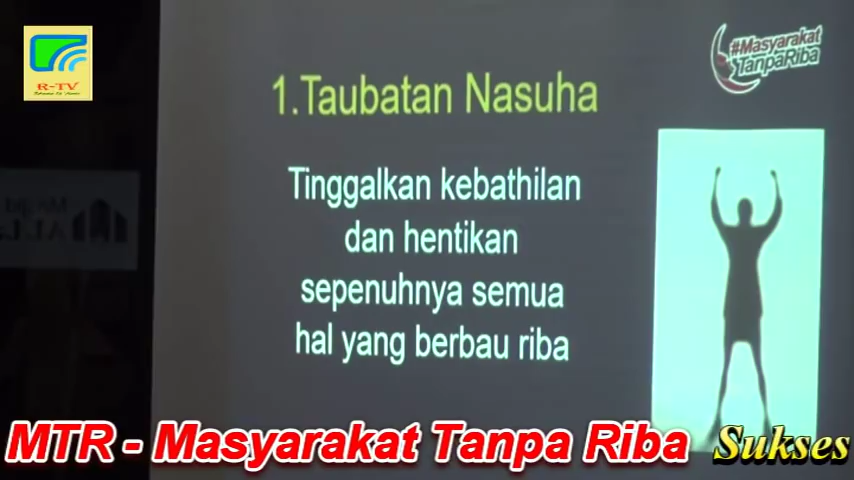 R-TV
#Masyarakat
TanpaRiba
1.Taubatan Nasuha
Tinggalkan kebathilan
dan hentikan
sepenuhnya semua
hal yang berbau riba
Masjid
MTR - Masyarakat Tanpa Riba Sukses